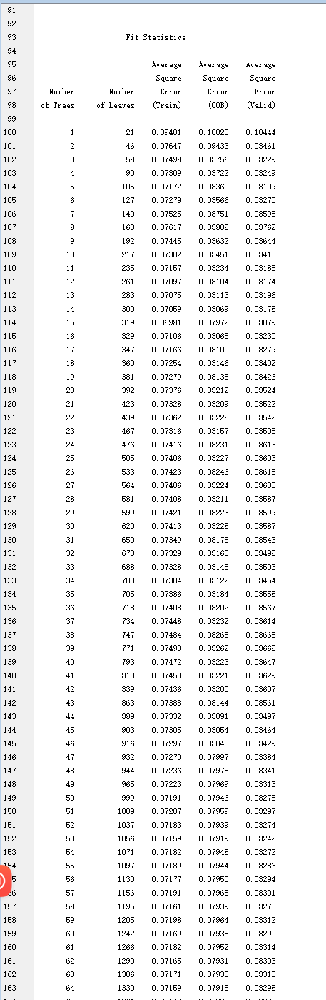 91
92
93 Fit Statistics
94
95 Average Average Average
96 Square Square Square
97 Number Number Error Error Error
98 of Trees of Leaves (Train) (OOB) (Valid)
99
100 1 21 0.09401 0.10025 0.10444
101 2 46 0.07647 0.09433 0.08461
102 3 58 0.07498 0.08756 0.08229
103 4 90 0.07309 0.08722 0.08249
104 5 105 0.07172 0.08360 0.08109
105 6 127 0.07279 0.08566 0.08270
106 7 140 0.07525 0.08751 0.08595
107 8 160 0.07617 0.08808 0.08762
108 9 192 0.07445 0.08632 0.08644
109 10 217 0.07302 0.08451 0.08413
110 11 235 0.07157 0.08234 0.08185
111 12 261 0.07097 0.08104 0.08174
112 13 283 0.07075 0.08113 0.08196
113 14 300 0.07059 0.08069 0.08178
114 15 319 0.06981 0.07972 0.08079
115 16 329 0.07106 0.08065 0.08230
116 17 347 0.07166 0.08100 0.08279
117 18 360 0.07254 0.08146 0.08402
118 19 381 0.07279 0.08135 0.08426
119 20 392 0.07376 0.08212 0.08524
120 21 423 0.07328 0.08209 0.08522
121 22 439 0.07362 0.08228 0.08542
122 23 467 0.07316 0.08157 0.08505
123 24 476 0.07416 0.08231 0.08613
124 25 505 0.07406 0.08227 0.08603
125 26 533 0.07423 0.08246 0.08615
126 27 564 0.07406 0.08224 0.08600
127 28 581 0.07408 0.08211 0.08587
128 29 599 0.07421 0.08223 0.08599
129 30 620 0.07413 0.08228 0.08587
130 31 650 0.07349 0.08175 0.08543
131 32 670 0.07329 0.08163 0.08498
132 33 688 0.07328 0.08145 0.08503
133 34 700 0.07304 0.08122 0.08454
134 35 705 0.07386 0.08184 0.08558
135 36 718 0.07408 0.08202 0.08567
136 37 734 0.07448 0.08232 0.08614
137 38 747 0.07484 0.08268 0.08665
138 39 771 0.07493 0.08262 0.08668
139 40 793 0.07472 0.08223 0.08647
140 41 813 0.07453 0.08221 0.08629
141 42 839 0.07436 0.08200 0.08607
142 43 863 0.07388 0.08144 0.08561
143 44 889 0.07332 0.08091 0.08497
144 45 903 0.07305 0.08054 0.08464
145 46 916 0.07297 0.08040 0.08429
146 47 932 0.07270 0.07997 0.08384
147 48 944 0.07236 0.07978 0.08341
148 49 965 0.07223 0.07969 0.08313
149 50 999 0.07191 0.07946 0.08275
150 51 1009 0.07207 0.07959 0.08297
151 52 1037 0.07183 0.07939 0.08274
152 53 1056 0.07159 0.07919 0.08242
153 54 1071 0.07182 0.07948 0.08272
154 55 1097 0.07189 0.07944 0.08286
5 56 1130 0.07177 0.07950 0.08294
56 57 1156 0.07191 0.07968 0.08301
157 58 1195 0.07161 0.07939 0.08275
158 59 1205 0.07198 0.07964 0.08312
159 60 1242 0.07169 0.07938 0.08290
160 61 1266 0.07182 0.07952 0.08314
161 62 1290 0.07165 0.07931 0.08303
162 63 1306 0.07171 0.07935 0.08310
163 64 1330 0.07159 0.07915 0.08298